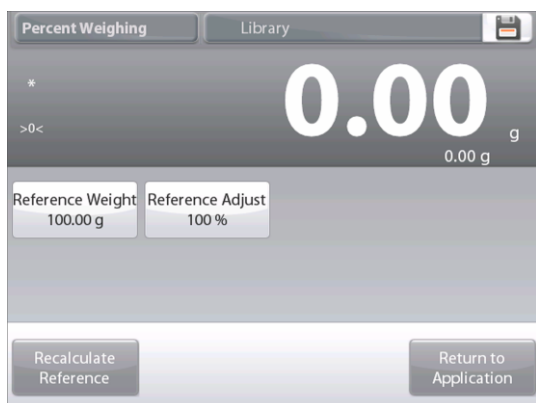 Percent Weighing
Library
*
0.00 g
>0<
0.00 g
Reference Weight
100.00 g
Reference Adjust
100 %
Recalculate
Reference
Return to
Application